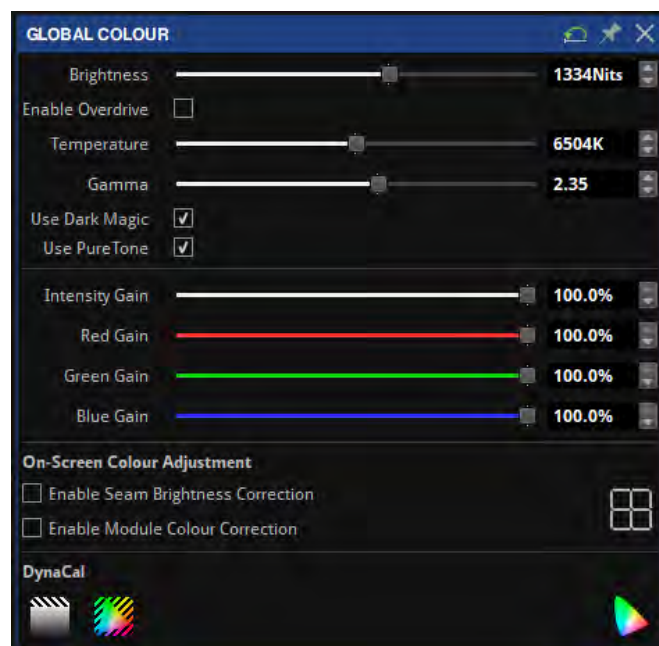 GLOBAL COLOUR
Brightness 1334Nits
Enable Overdrive
Temperature 6504K
Gamma 2.35
Use Dark Magic
Use PureTone
Intensity Gain 100.0%
Red Gain 100.0%
Green Gain 100.0%
Blue Gain 100.0%
On-Screen Colour Adjustment
Enable Seam Brightness Correction
Enable Module Colour Correction
DynaCal